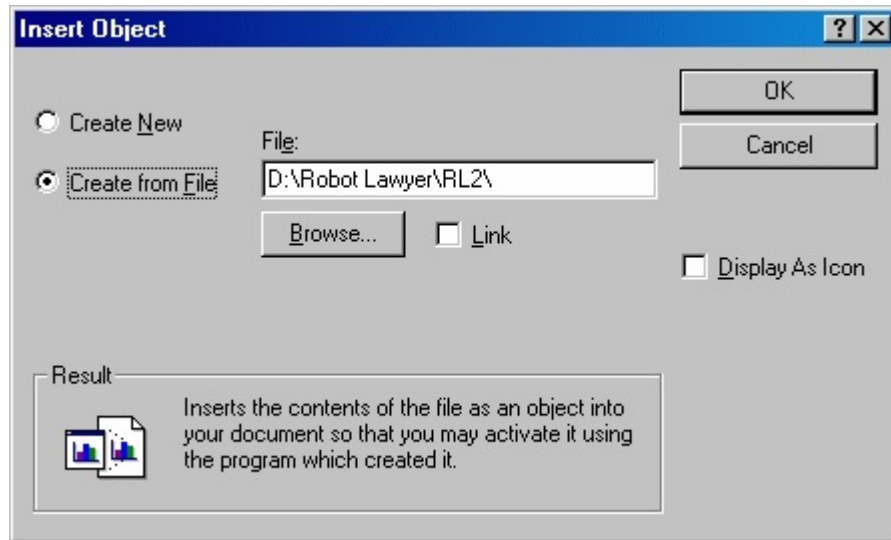 Insert Object
?
OK
Create New
File:
Cancel
Create from File
D:\Robot Lawyer\RL2\
Browse...
Link
Display As Icon
Result
Inserts the contents of the file as an object into
your document so that you may activate it using
the program which created it.